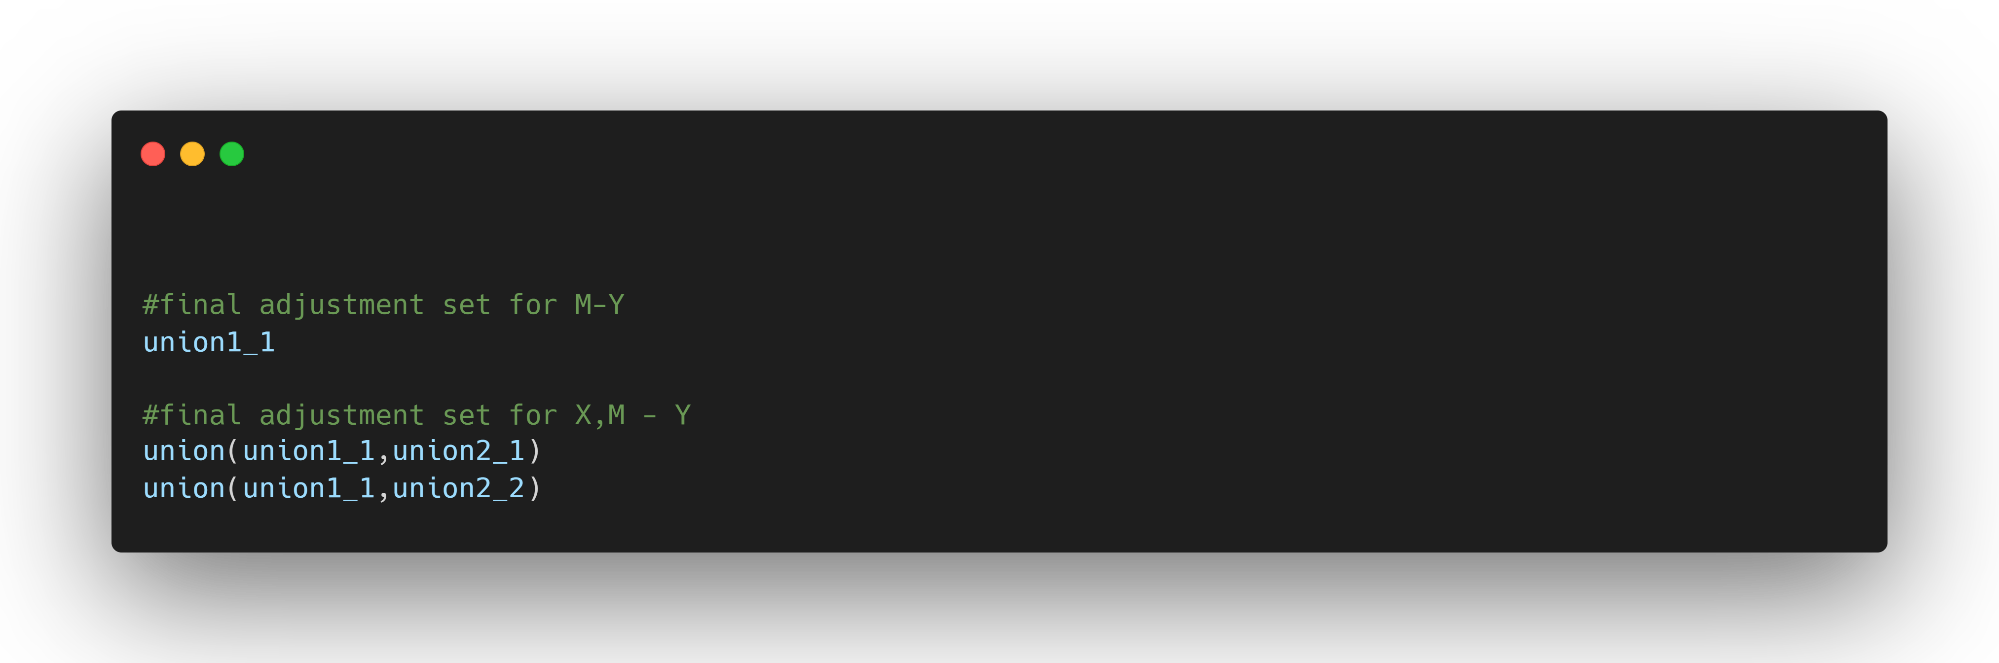 #final adjustment set for M-Y
union1_1
#final adjustment set for X,M - Y
union(union1_1,union2_1)
union(union1_1,union2_2)